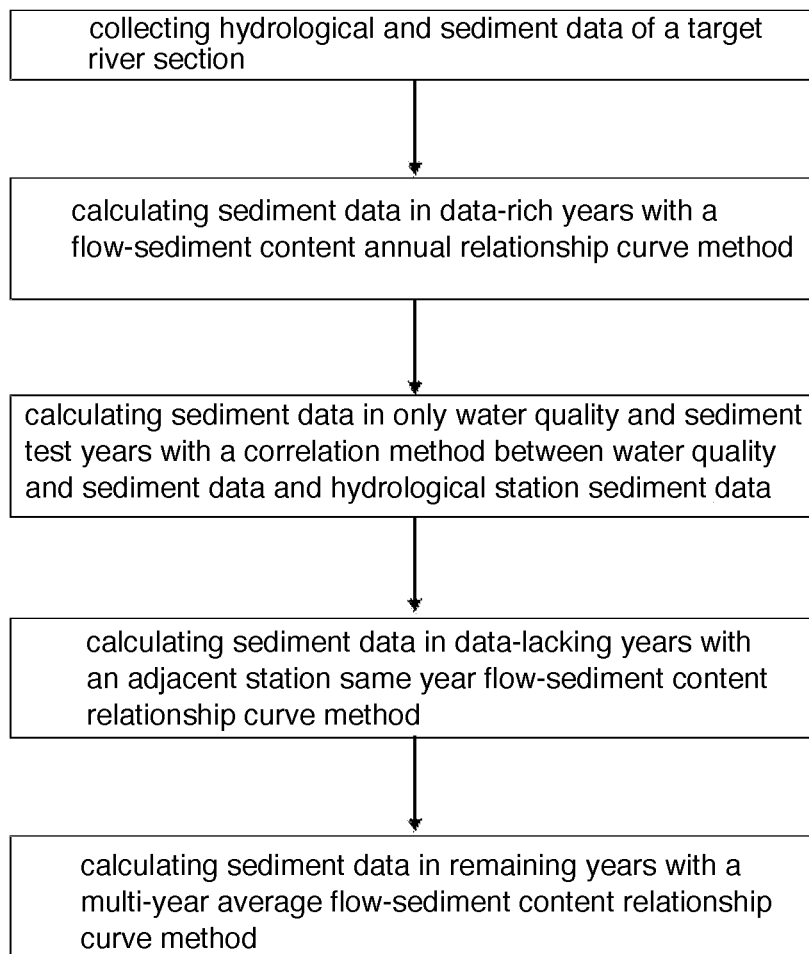 collecting hydrological and sediment data of a target
river section
calculating sediment data in data-rich years with a
flow-sediment content annual relationship curve method
calculating sediment data in only water quality and sediment
test years with a correlation method between water quality
and sediment data and hydrological station sediment data
calculating sediment data in data-lacking years with
an adjacent station same year flow-sediment content
relationship curve method
calculating sediment data in remaining years with a
multi-year average flow-sediment content relationship
curve method